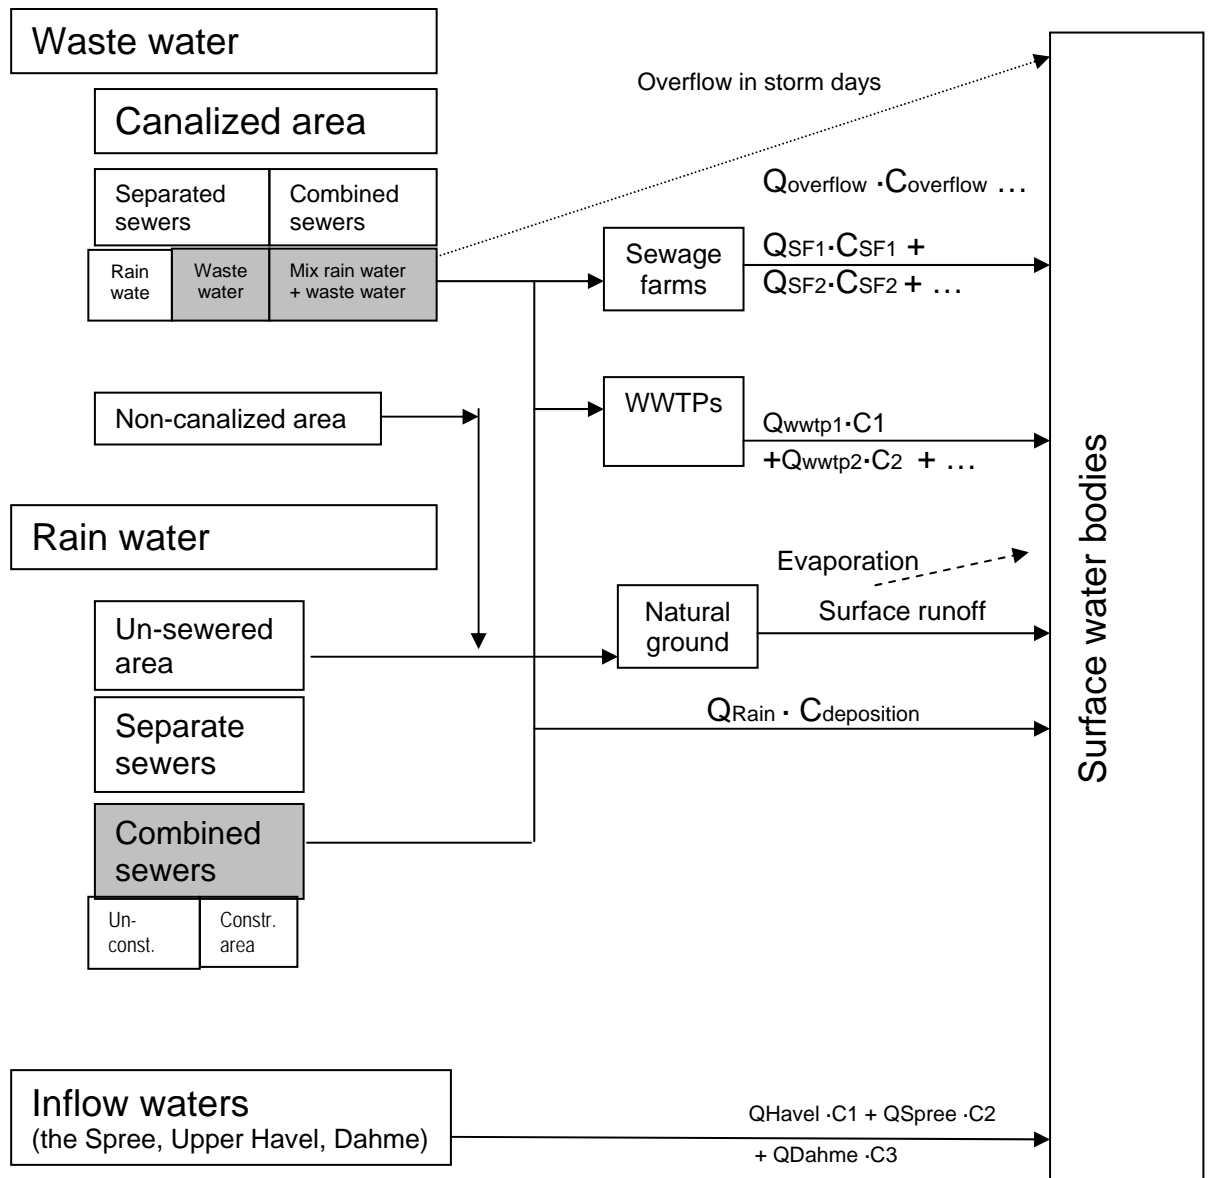 Waste water
Overflow in storm days
Canalized area
Separated
sewers
Combined
sewers
Qoverflow ·Coverflow …
Rain
wate
Waste
water
Mix rain water
+ waste water
Sewage
farms
QSF1·CSF1 +
QSF2·CSF2 + …
Non-canalized area
WWTPs
Qwwtp1·C1
+Qwwtp2·C2 + …
Surface water bodies
Rain water
Evaporation
Un-sewered
area
Natural
ground
Surface runoff
Separate
sewers
QRain · Cdeposition
Combined
sewers
Un-
const.
Constr.
area
Inflow waters
(the Spree, Upper Havel, Dahme)
QHavel ·C1 + QSpree ·C2
+ QDahme ·C3